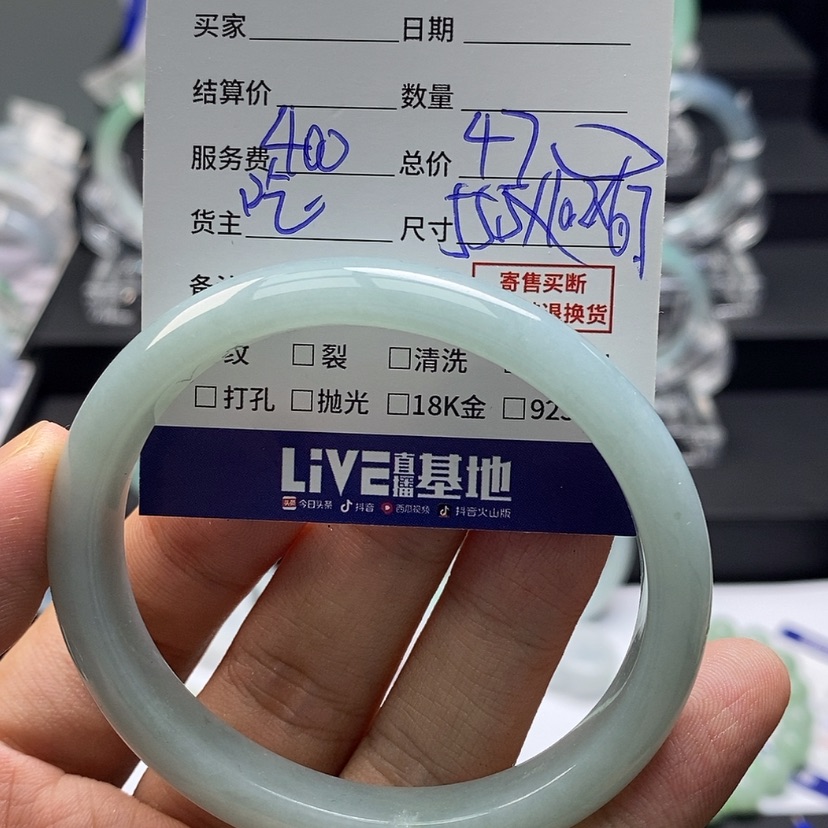 买家 日期
结算价 数量
服务费 400 总价 47
货主 尺寸 55.5X10.2X6.7
寄售买断
退换货
纹 □裂 □清洗
□打孔 □抛光 □18K金 □925
LiVE直播基地
头条 今日头条 抖音 西瓜视频 抖音火山版